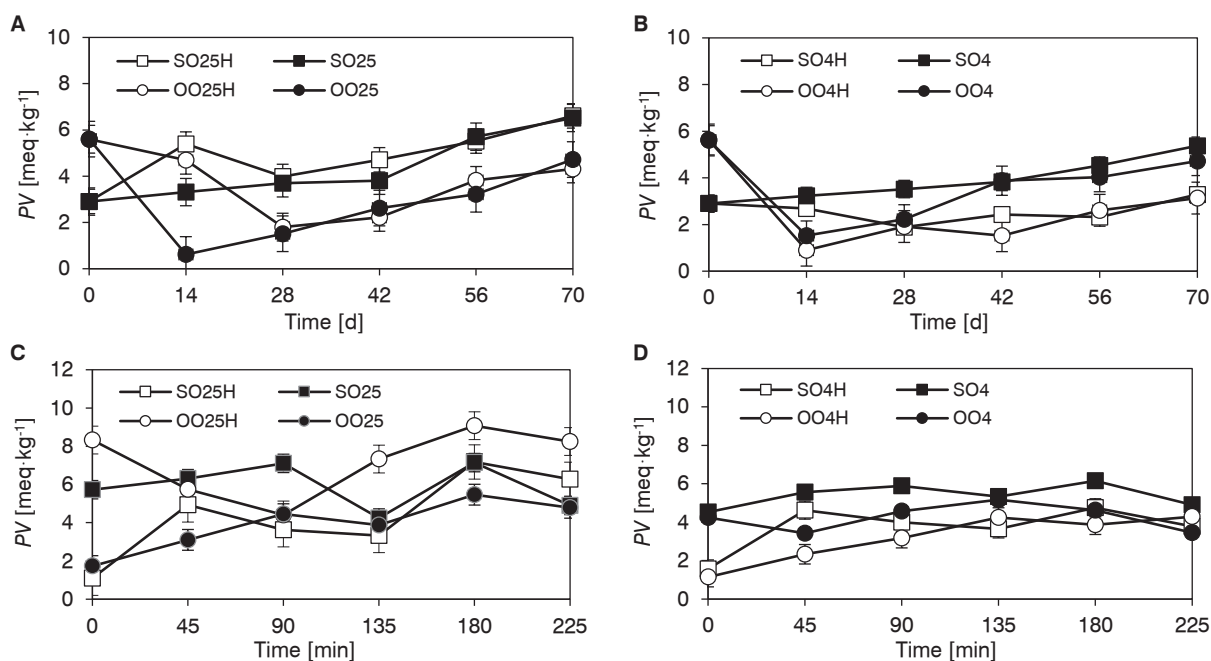 A
PV [meq·kg-1]
10
8
6
4
2
0
SO25H
SO25
OO25H
OO25
0 14 28 42 56 70
Time [d]
B
PV [meq·kg-1]
10
8
6
4
2
0
SO4H
SO4
OO4H
OO4
0 14 28 42 56 70
Time [d]
C
PV [meq·kg-1]
12
10
8
6
4
2
0
SO25H
SO25
OO25H
OO25
0 45 90 135 180 225
Time [min]
D
PV [meq·kg-1]
12
10
8
6
4
2
0
SO4H
SO4
OO4H
OO4
0 45 90 135 180 225
Time [min]